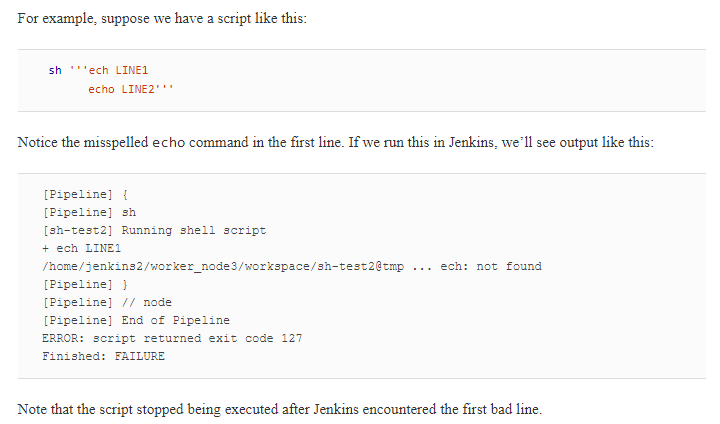 For example, suppose we have a script like this:
sh '''ech LINE1
echo LINE2'''
Notice the misspelled echo command in the first line. If we run this in Jenkins, we'll see output like this:
[Pipeline] {
[Pipeline] sh
[sh-test2] Running shell script
+ ech LINE1
/home/jenkins2/worker_node3/workspace/sh-test2@tmp ... ech: not found
[Pipeline] }
[Pipeline] // node
[Pipeline] End of Pipeline
ERROR: script returned exit code 127
Finished: FAILURE
Note that the script stopped being executed after Jenkins encountered the first bad line.